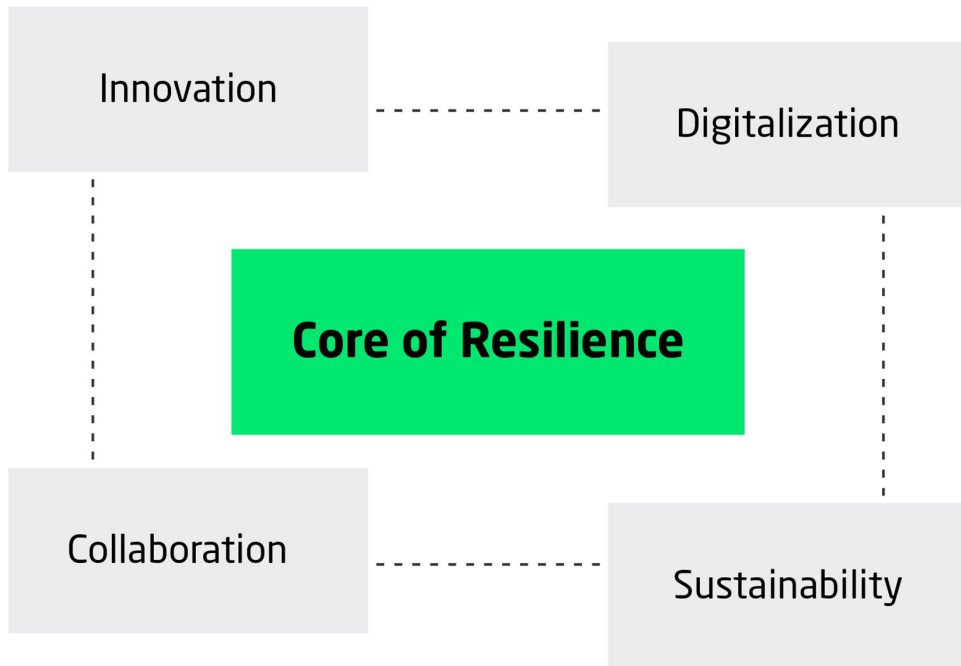 Innovation
Digitalization
Core of Resilience
Collaboration
Sustainability